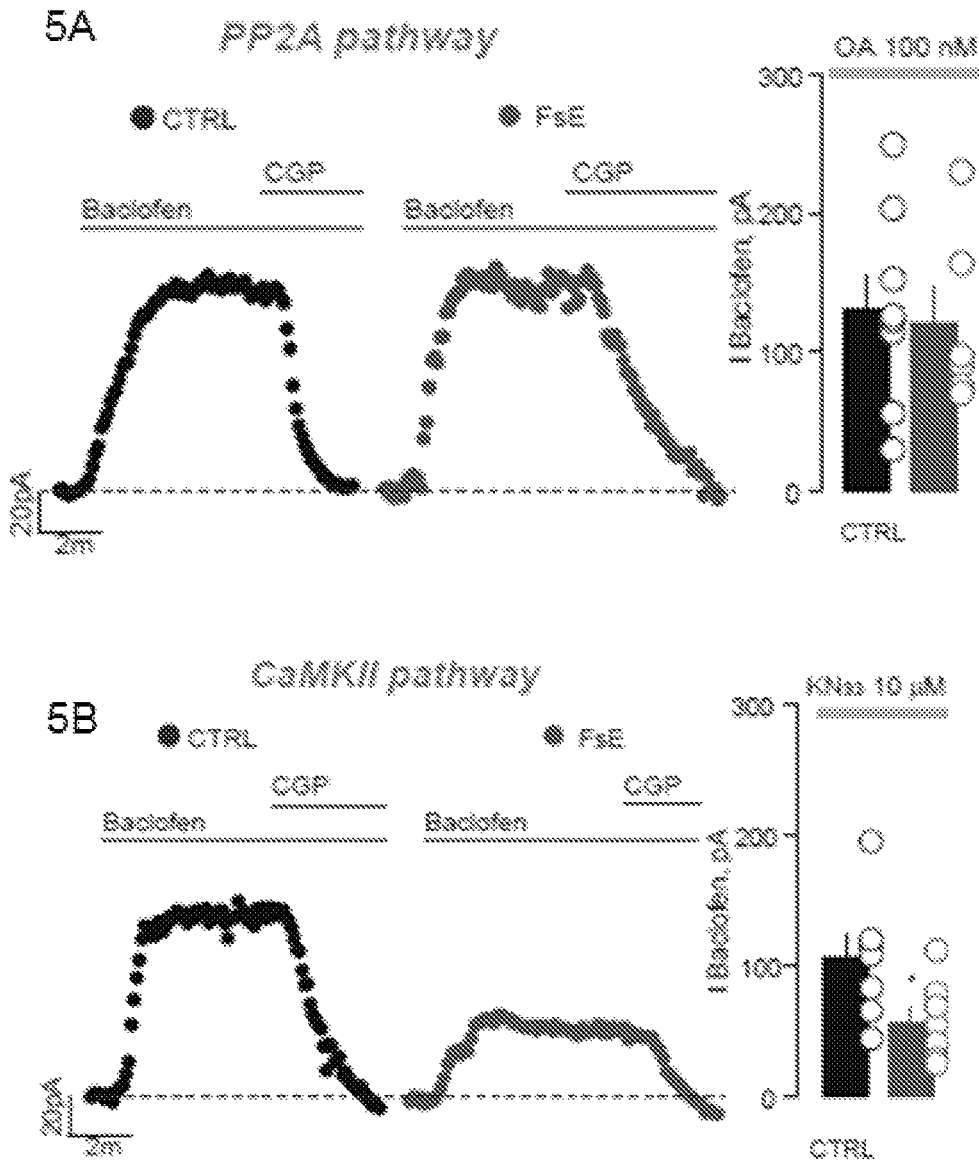 5A
PP2A pathway
OA 100 nM
CTRL
FsE
CGP
CGP
Baclofen
Baclofen
300
200
100
0
I Baclofen, pA
20pA
2m
CTRL
CaMKII pathway
5B
KN93 10 µM
CTRL
FsE
CGP
CGP
Baclofen
Baclofen
300
200
100
0
I Baclofen, pA
20pA
2m
CTRL